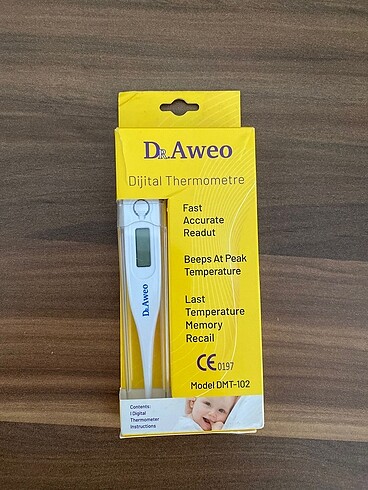 DR.Aweo
Dijital Thermometre
Fast
Accurate
Readut
Beeps At Peak
Temperature
Last
Temperature
Memory
Recail
CE 0197
Model DMT-102
Dr.Aweo
Contents:
1 Digital
Thermometer
Instructions